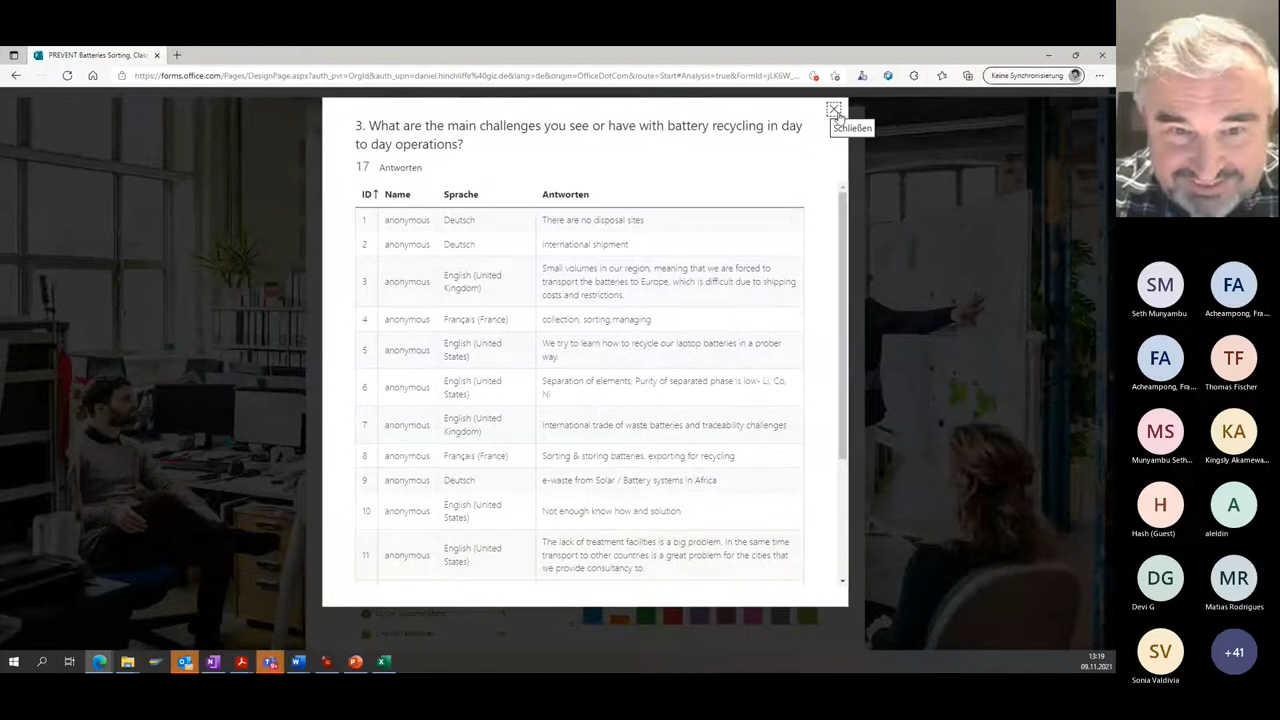 PREVENT Batteries Sorting, Clas
https://forms.office.com/Pages/DesignPage.aspx?auth_pvr=OrgId&auth_upn=daniel.hinchliffe%40giz.de&lang=de&origin=OfficeDotCom&route=Start#Analysis=true&FormId=jLK6W_...
Keine Synchronisierung
3. What are the main challenges you see or have with battery recycling in day
to day operations?
Schließen
17 Antworten
ID↑ Name Sprache Antworten
1 anonymous Deutsch There are no disposal sites
2 anonymous Deutsch international shipment
3 anonymous English (United Kingdom) Small volumes in our region, meaning that we are forced to
transport the batteries to Europe, which is difficult due to shipping
costs and restrictions.
4 anonymous Français (France) collection, sorting,managing
5 anonymous English (United States) We try to learn how to recycle our laptop batteries in a prober
way.
6 anonymous English (United States) Separation of elements, Purity of separated phase is low- Li, Co,
Ni
7 anonymous English (United Kingdom) International trade of waste batteries and traceability challenges
8 anonymous Français (France) Sorting & storing batteries, exporting for recycling
9 anonymous Deutsch e-waste from Solar / Battery systems in Africa
10 anonymous English (United States) Not enough know how and solution
11 anonymous English (United States) The lack of treatment facilities is a big problem. In the same time
transport to other countries is a great problem for the cities that
we provide consultancy to
13:19
09.11.2021
SM FA
Seth Munyambu Acheampong, Fra...
FA TF
Acheampong, Fra... Thomas Fischer
MS KA
Munyambu Seth... Kingsly Akamewa...
H A
Hash (Guest) aleldin
DG MR
Devi G Matias Rodrigues
SV +41
Sonia Valdivia